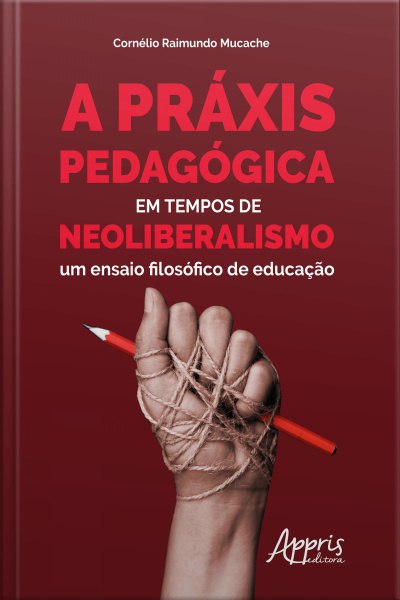 Cornélio Raimundo Mucache
A PRÁXIS
PEDAGÓGICA
EM TEMPOS DE
NEOLIBERALISMO
um ensaio filosófico de educação
Appris
editora